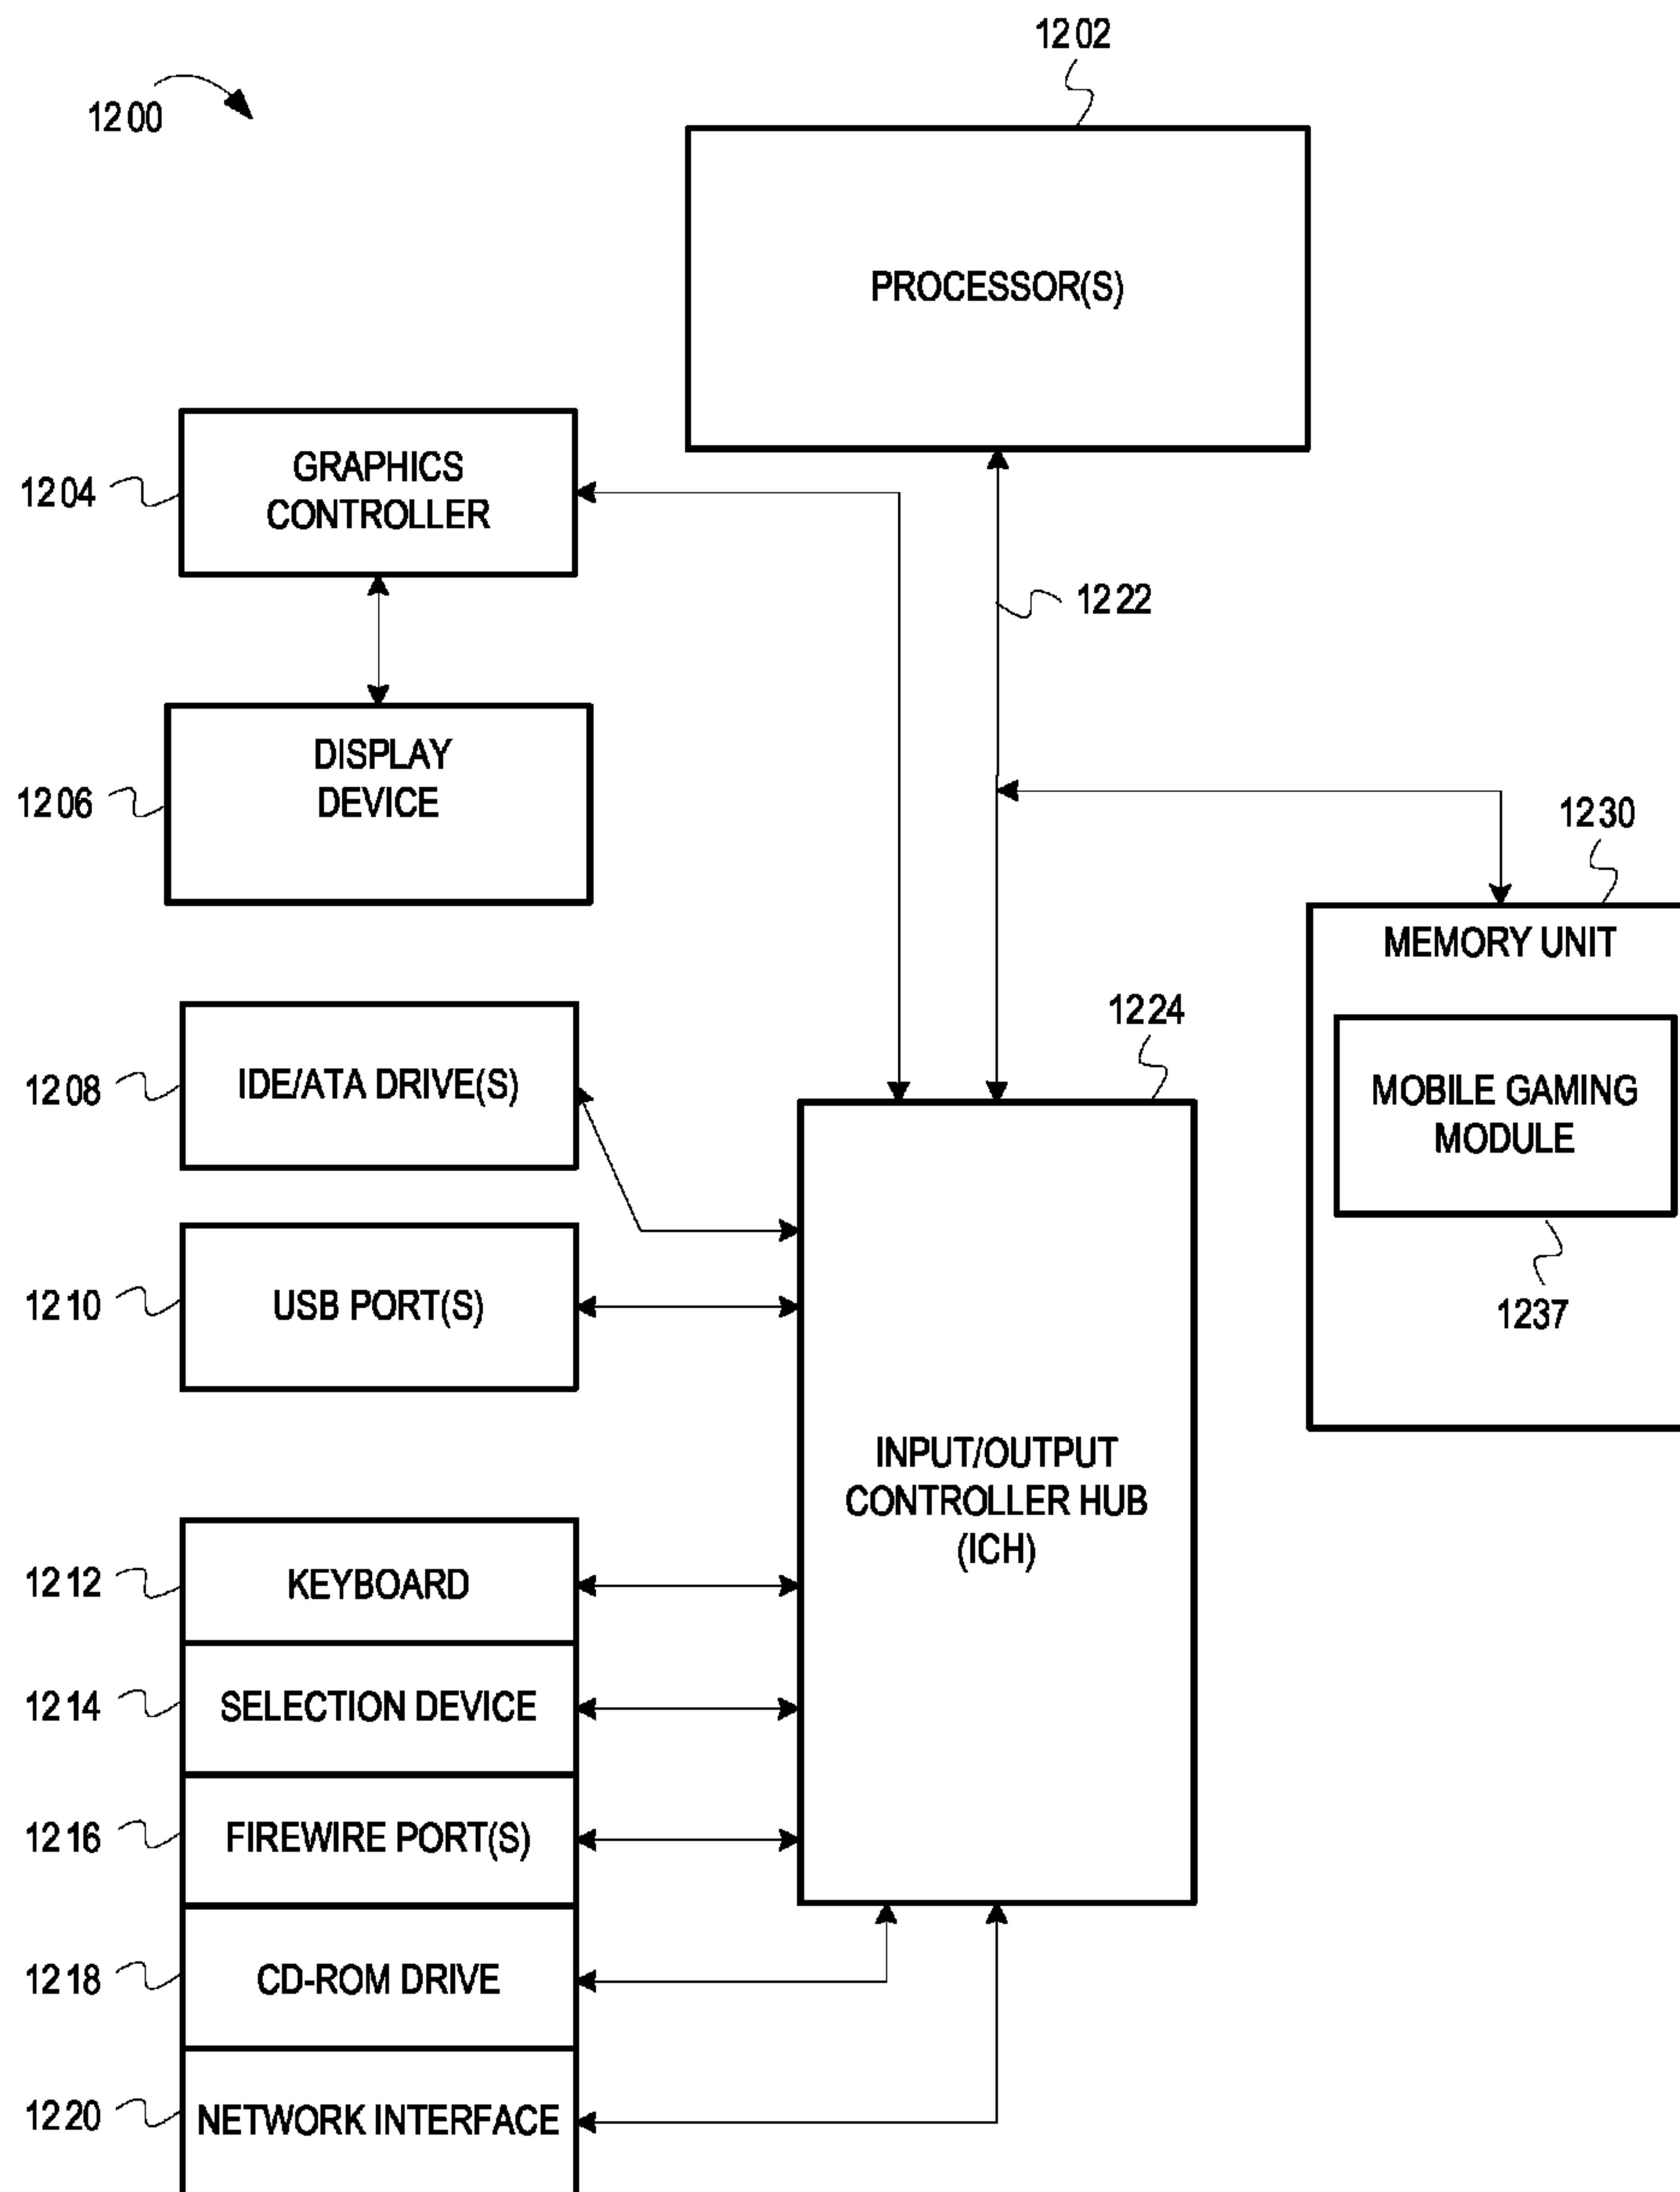 1202
1200
PROCESSOR(S)
1204
GRAPHICS
CONTROLLER
1222
1206
DISPLAY
DEVICE
1230
MEMORY UNIT
1224
1208
IDE/ATA DRIVE(S)
MOBILE GAMING
MODULE
1210
USB PORT(S)
1237
INPUT/OUTPUT
CONTROLLER HUB
(ICH)
1212
KEYBOARD
1214
SELECTION DEVICE
1216
FIREWIRE PORT(S)
1218
CD-ROM DRIVE
1220
NETWORK INTERFACE